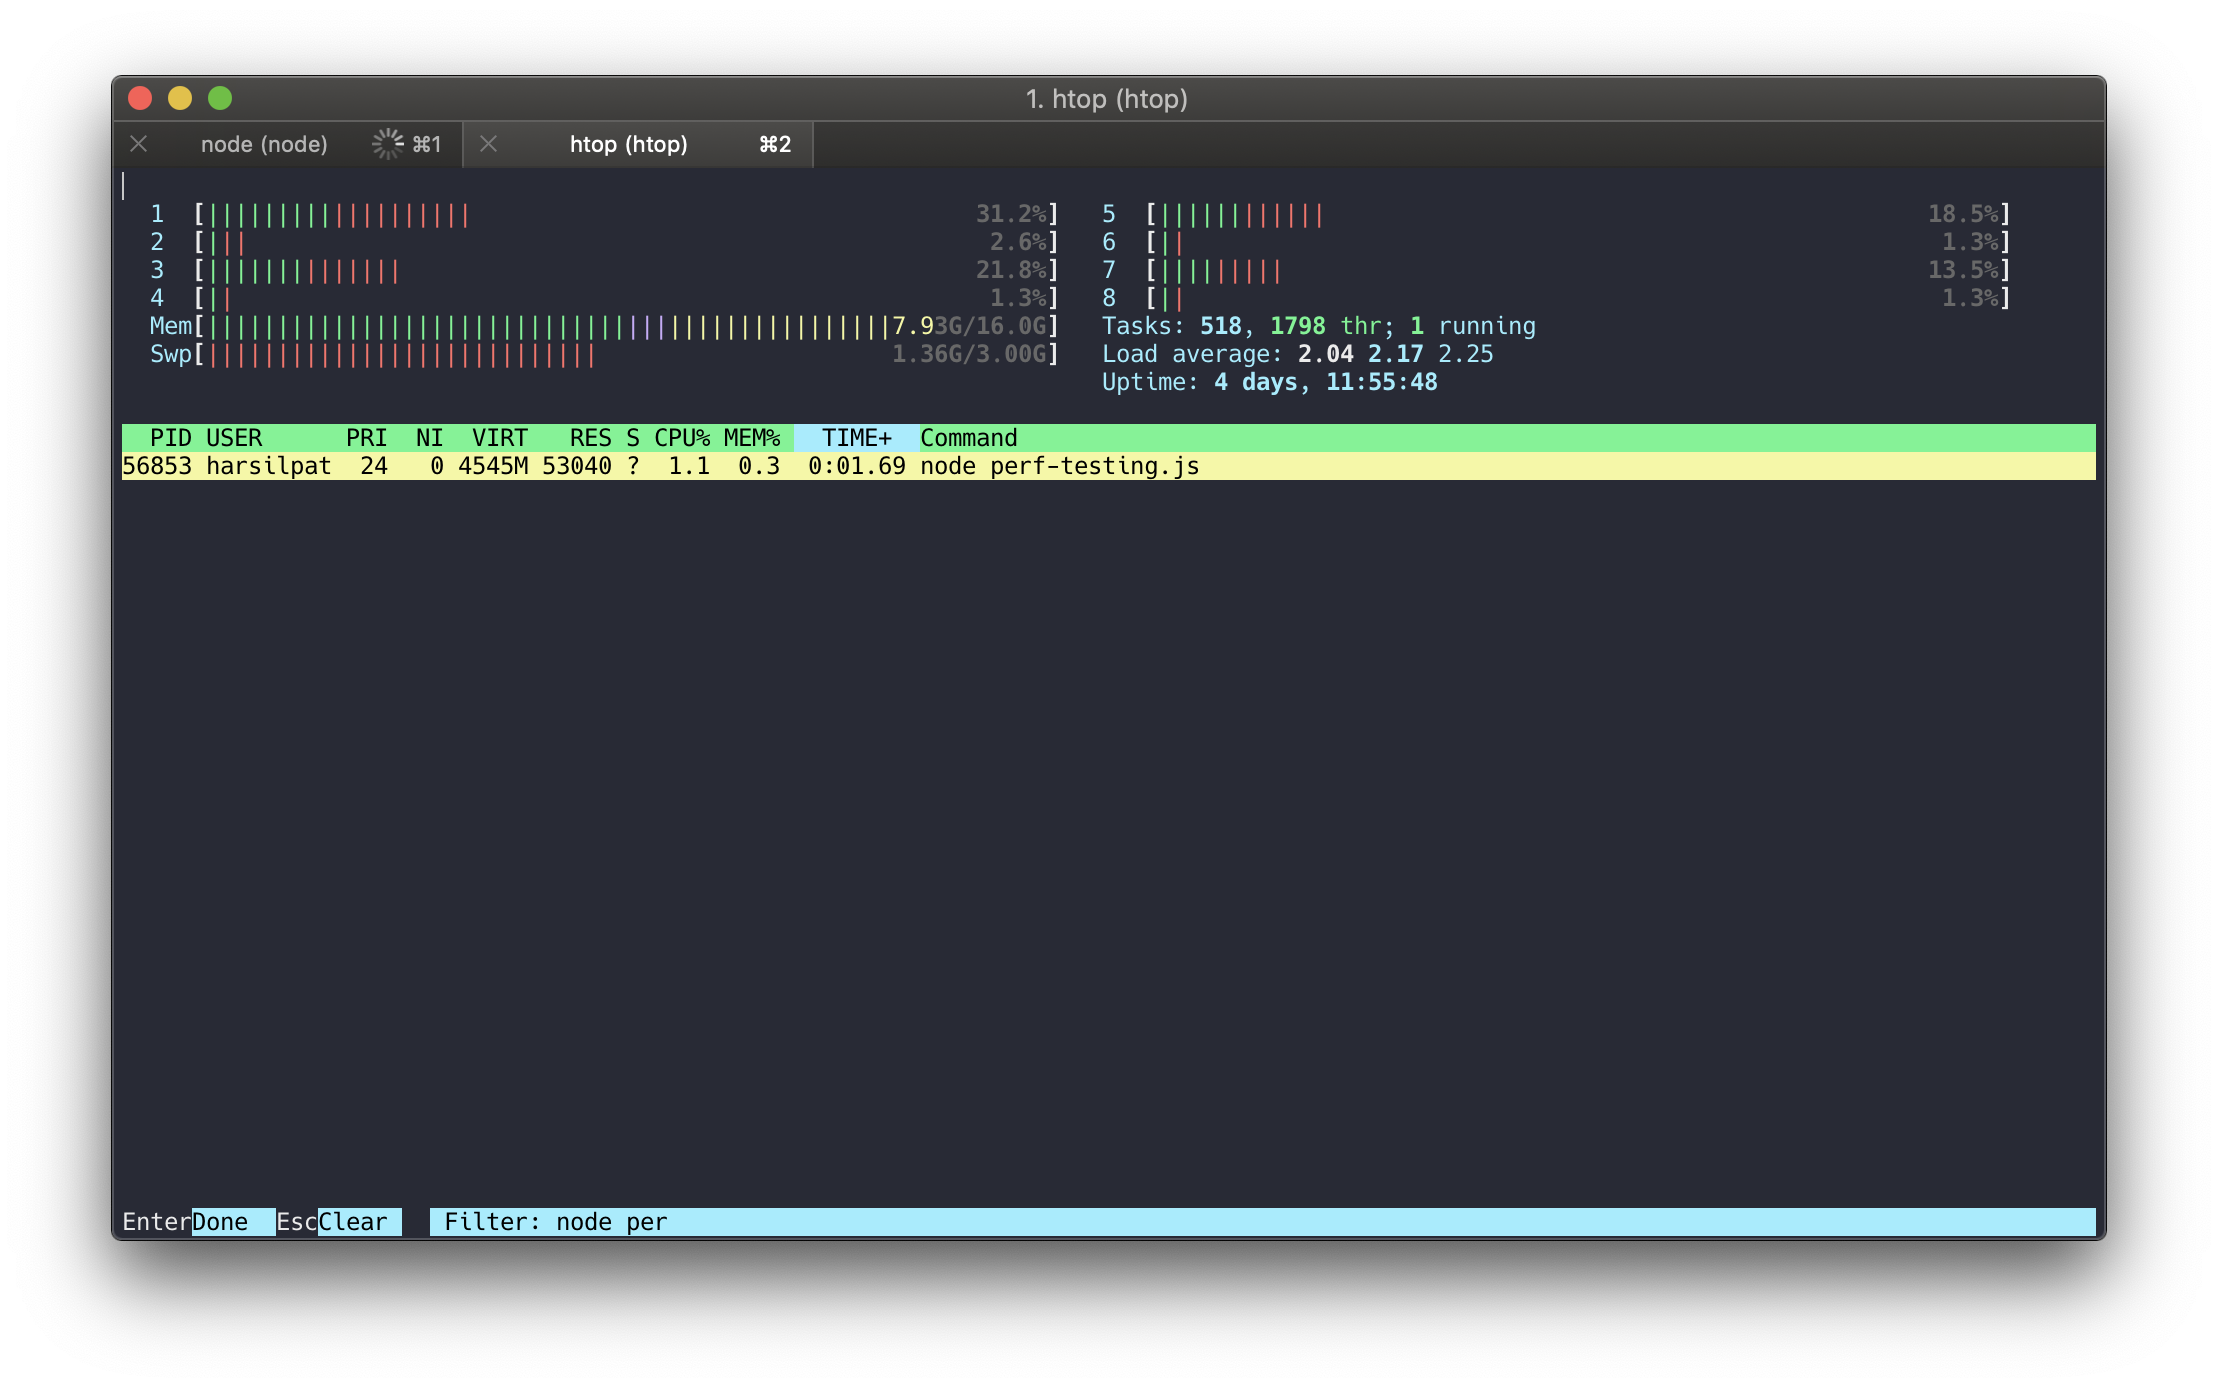 1. htop (htop)
node (node) ⌘1 htop (htop) ⌘2
1 [||||||||||||||||||| 31.2%] 5 [|||||||||||| 18.5%]
2 [||| 2.6%] 6 [|| 1.3%]
3 [|||||||||||||| 21.8%] 7 [||||||||| 13.5%]
4 [|| 1.3%] 8 [|| 1.3%]
Mem[|||||||||||||||||||||||||||||||||||||||||||||||||7.93G/16.0G] Tasks: 518, 1798 thr; 1 running
Swp[|||||||||||||||||||||||||||| 1.36G/3.00G] Load average: 2.04 2.17 2.25
Uptime: 4 days, 11:55:48
PID USER PRI NI VIRT RES S CPU% MEM% TIME+ Command
56853 harsilpat 24 0 4545M 53040 ? 1.1 0.3 0:01.69 node perf-testing.js
EnterDone EscClear Filter: node per